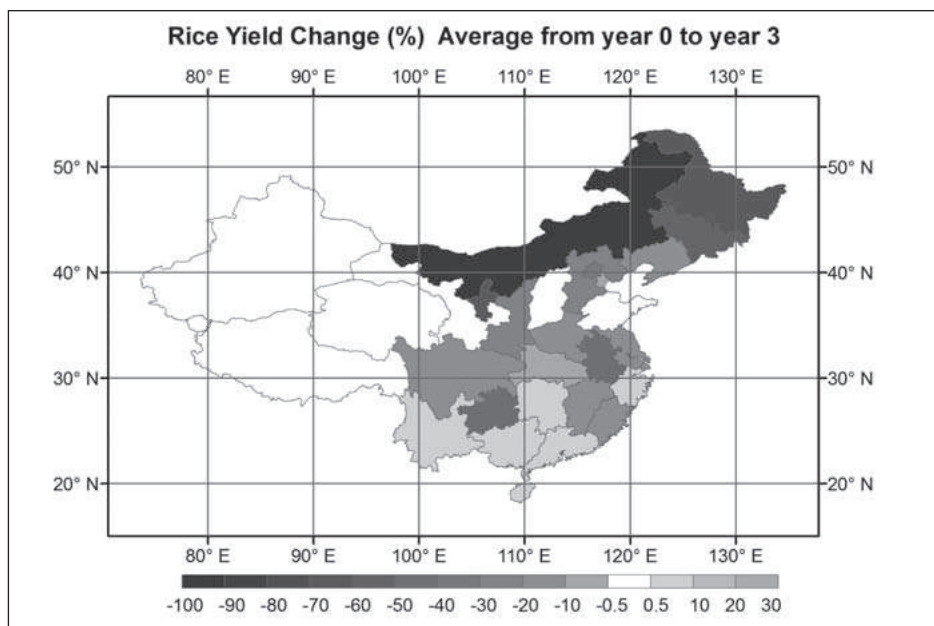 Rice Yield Change (%) Average from year 0 to year 3
80° E 90° E 100° E 110° E 120° E 130° E
50° N 50° N
40° N 40° N
30° N 30° N
20° N 20° N
80° E 90° E 100° E 110° E 120° E 130° E
-100 -90 -80 -70 -60 -50 -40 -30 -20 -10 -0.5 0.5 10 20 30